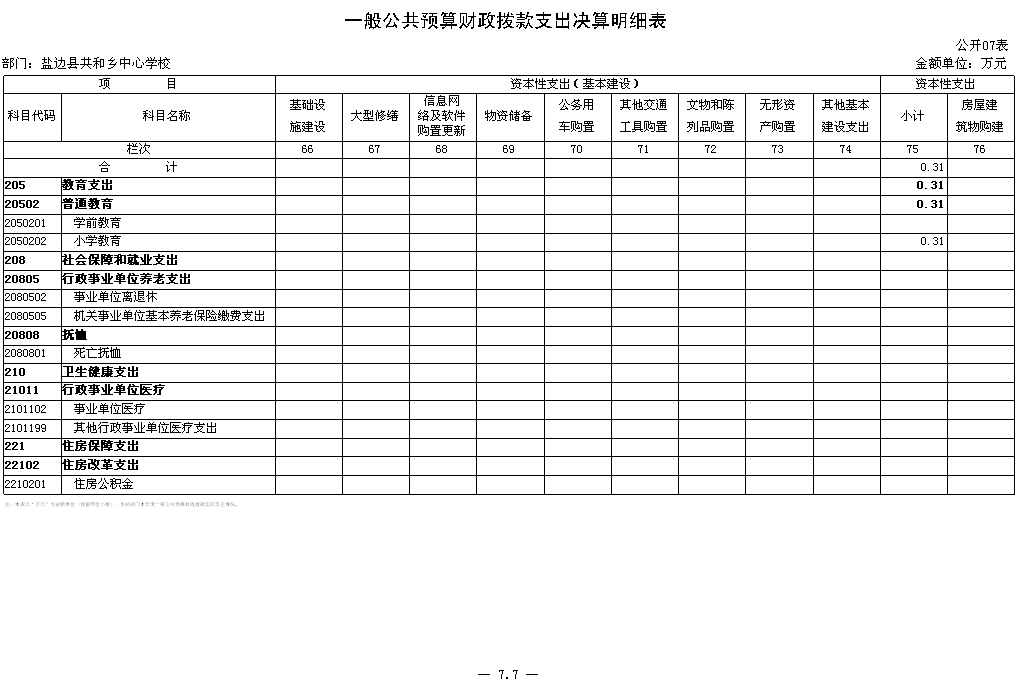 一般公共预算财政拨款支出决算明细表
公开07表
部门：盐边县共和乡中心学校 金额单位：万元
项 目 资本性支出（基本建设） 资本性支出
科目代码 科目名称 基础设施建设 大型修缮 信息网络及软件购置更新 物资储备 公务用车购置 其他交通工具购置 文物和陈列品购置 无形资产购置 其他基本建设支出 小计 房屋建筑物购建
栏次 66 67 68 69 70 71 72 73 74 75 76
合 计 0.31
205 教育支出 0.31
20502 普通教育 0.31
2050201 学前教育
2050202 小学教育 0.31
208 社会保障和就业支出
20805 行政事业单位养老支出
2080502 事业单位离退休
2080505 机关事业单位基本养老保险缴费支出
20808 抚恤
2080801 死亡抚恤
210 卫生健康支出
21011 行政事业单位医疗
2101102 事业单位医疗
2101199 其他行政事业单位医疗支出
221 住房保障支出
22102 住房改革支出
2210201 住房公积金
— 7.7 —